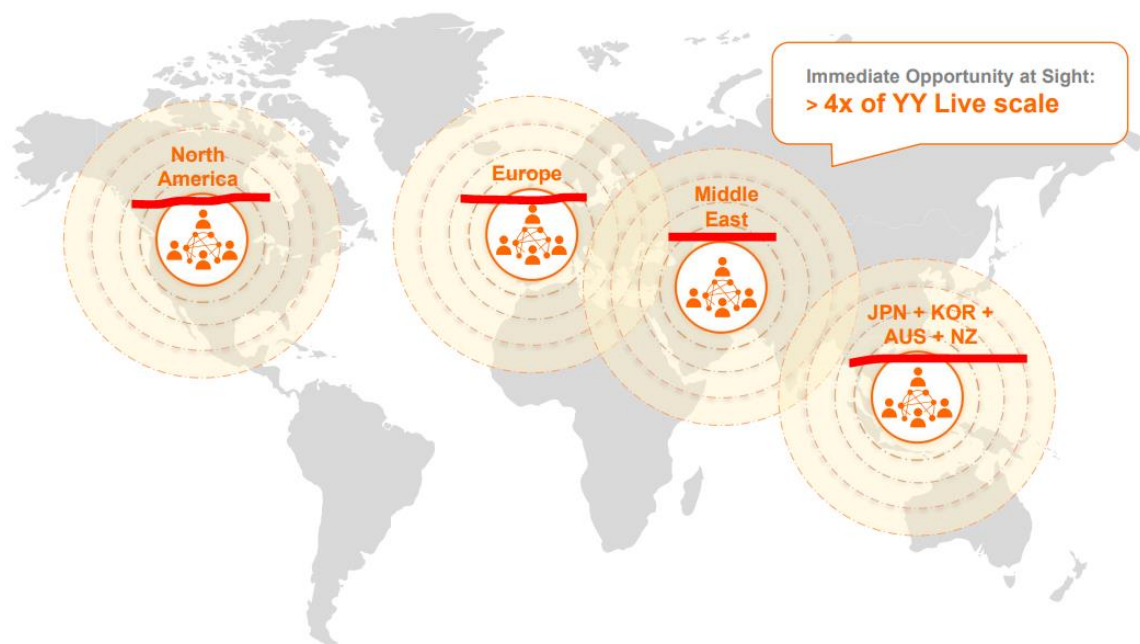 Immediate Opportunity at Sight:
> 4x of YY Live scale
North
America
Europe
Middle
East
JPN + KOR +
AUS + NZ